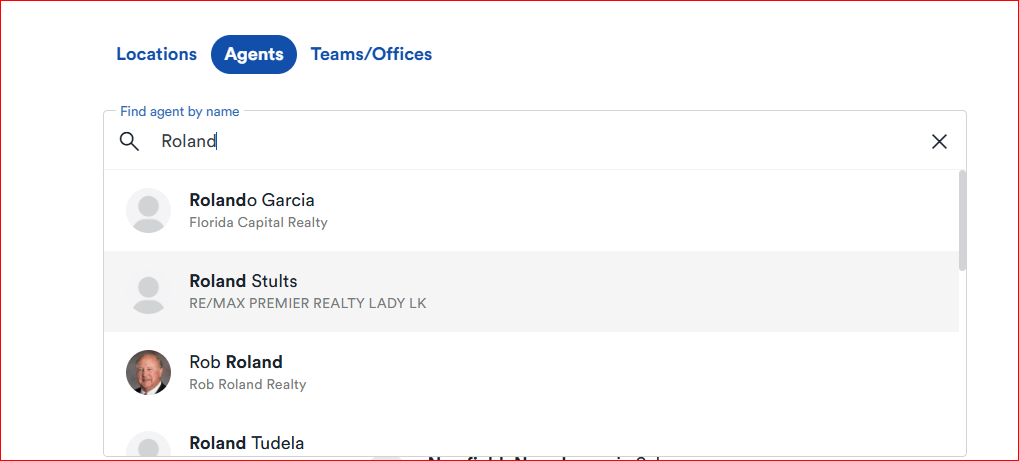 Locations Agents Teams/Offices
Find agent by name
Roland
Rolando Garcia
Florida Capital Realty
Roland Stults
RE/MAX PREMIER REALTY LADY LK
Rob Roland
Rob Roland Realty
Roland Tudela